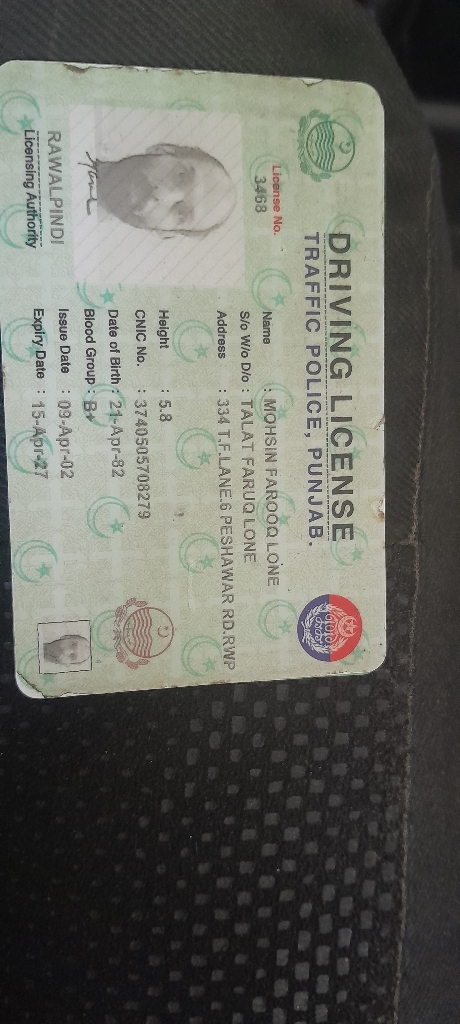 DRIVING LICENSE
TRAFFIC POLICE, PUNJAB.
License No.
3468
Name : MOHSIN FAROOQ LONE
S/o W/o D/o : TALAT FARUQ LONE
Address : 334 T.F.LANE.6 PESHAWAR RD.RWP
Height : 5.8
CNIC No. : 3740505708279
Date of Birth : 21-Apr-82
Blood Group : B+
Issue Date : 09-Apr-02
Expiry Date : 15-Apr-27
RAWALPINDI
Licensing Authority